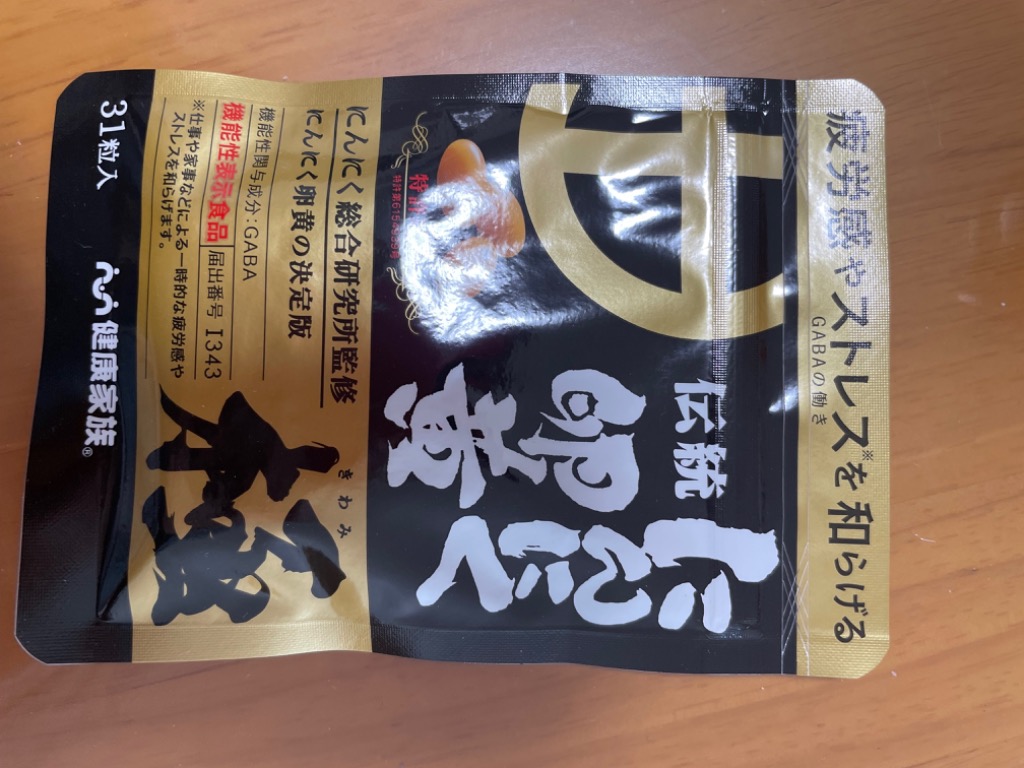 疲労感やストレス※を和らげる
GABAの働き
伝統
にんにく
卵黄
にんにく総合研究所監修
にんにく卵黄の決定版
機能性関与成分:GABA
機能性表示食品 届出番号 I343
※仕事や家事などによる一時的な疲労感や
ストレスを和らげます。
きわみ
極
31粒入
健康家族®